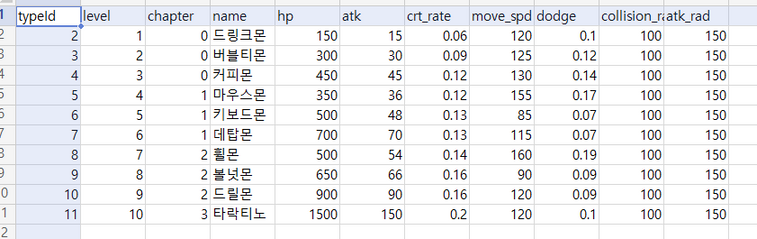 1 typeId level chapter name hp atk crt_rate move_spd dodge collision_ra atk_rad
2 2 1 0 드링크몬 150 15 0.06 120 0.1 100 150
3 3 2 0 버블티몬 300 30 0.09 125 0.12 100 150
4 4 3 0 커피몬 450 45 0.12 130 0.14 100 150
5 5 4 1 마우스몬 350 36 0.12 155 0.17 100 150
6 6 5 1 키보드몬 500 48 0.13 85 0.07 100 150
7 7 6 1 데탑몬 700 70 0.13 115 0.07 100 150
8 8 7 2 휠몬 500 54 0.14 160 0.19 100 150
9 9 8 2 볼넛몬 650 66 0.16 90 0.09 100 150
0 10 9 2 드릴몬 900 90 0.16 120 0.09 100 150
1 11 10 3 타락티노 1500 150 0.2 120 0.1 100 150
2